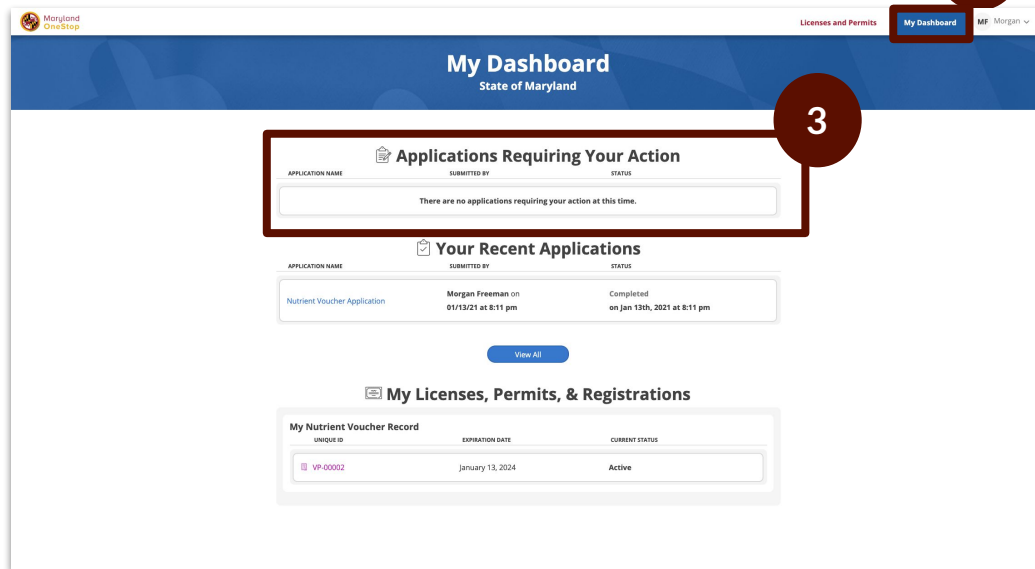 Maryland
OneStop
Licenses and Permits
My Dashboard
MF Morgan
My Dashboard
State of Maryland
3
Applications Requiring Your Action
APPLICATION NAME SUBMITTED BY STATUS
There are no applications requiring your action at this time.
Your Recent Applications
APPLICATION NAME SUBMITTED BY STATUS
Nutrient Voucher Application Morgan Freeman on Completed
01/13/21 at 8:11 pm on Jan 13th, 2021 at 8:11 pm
View All
My Licenses, Permits, & Registrations
My Nutrient Voucher Record
UNIQUE ID EXPIRATION DATE CURRENT STATUS
VP-00002 January 13, 2024 Active